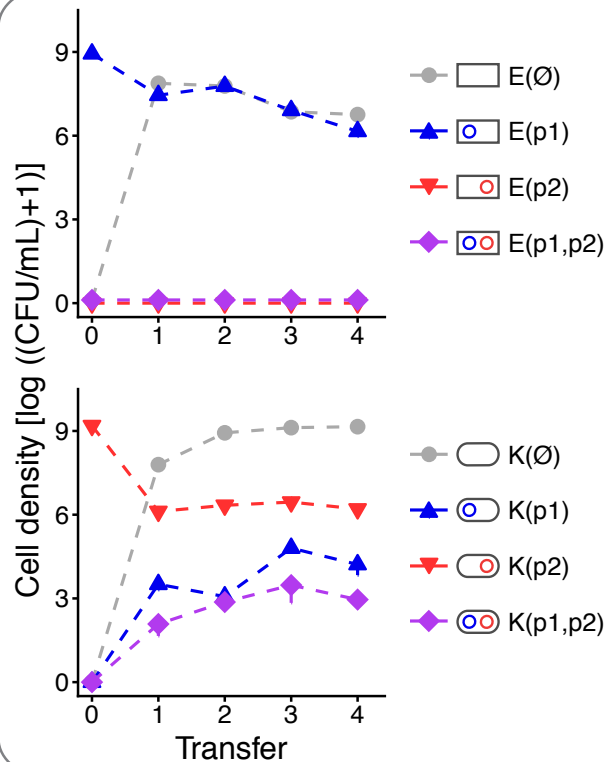 Cell density [log ((CFU/mL)+1)]
9
6
3
0
0 1 2 3 4
E(Ø)
E(p1)
E(p2)
E(p1,p2)
9
6
3
0
0 1 2 3 4
Transfer
K(Ø)
K(p1)
K(p2)
K(p1,p2)